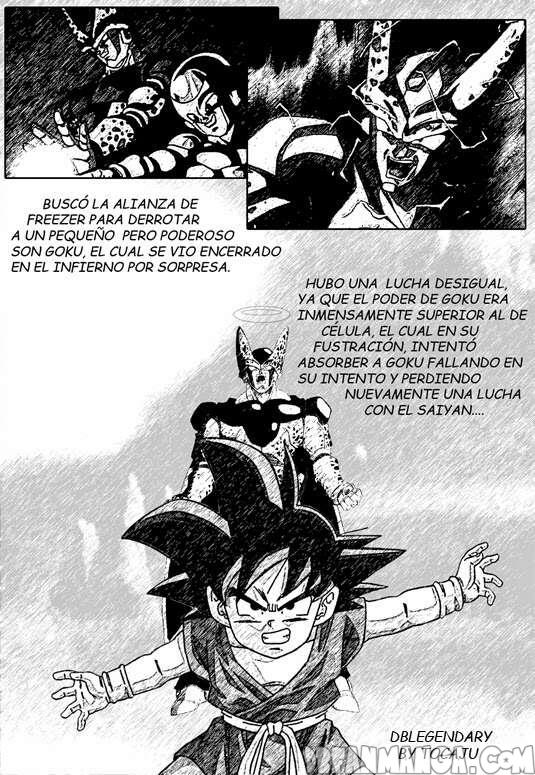 BUSCÓ LA ALIANZA DE
FREEZER PARA DERROTAR
A UN PEQUEÑO PERO PODEROSO
SON GOKU, EL CUAL SE VIO ENCERRADO
EN EL INFIERNO POR SORPRESA.
HUBO UNA LUCHA DESIGUAL,
YA QUE EL PODER DE GOKU ERA
INMENSAMENTE SUPERIOR AL DE
CÉLULA, EL CUAL EN SU
FUSTRACIÓN, INTENTÓ
ABSORBER A GOKU FALLANDO EN
SU INTENTO Y PERDIENDO
NUEVAMENTE UNA LUCHA
CON EL SAIYAN....
DBLEGENDARY
BY TOCAJU